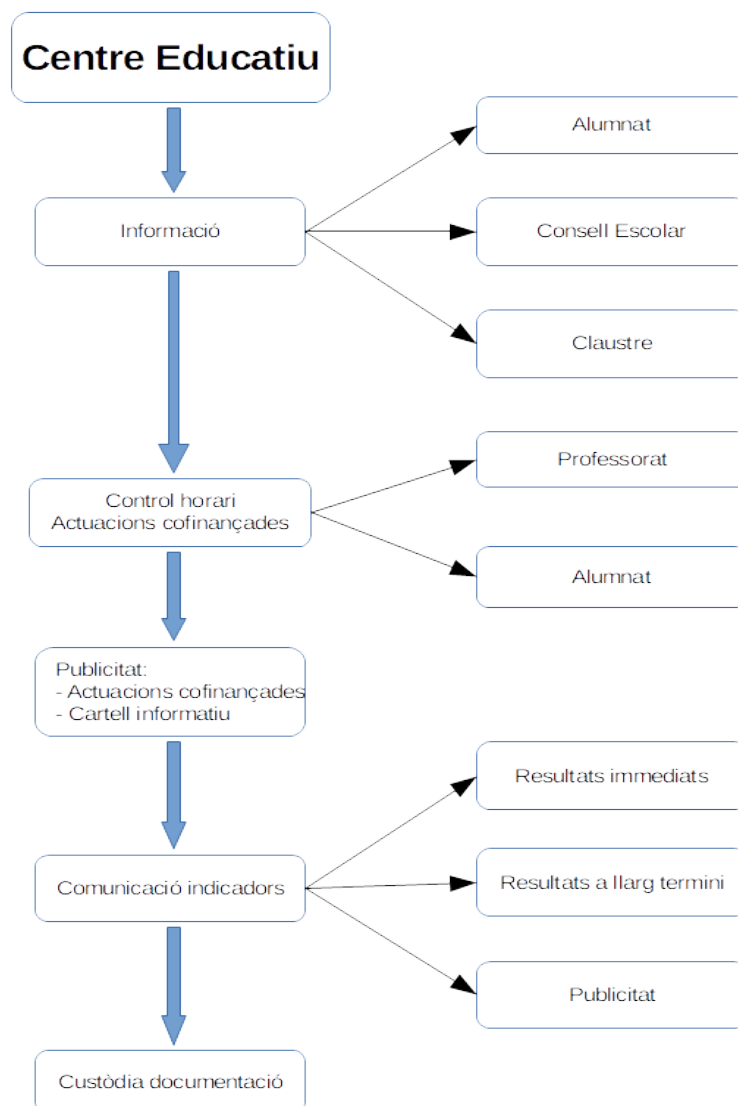 Centre Educatiu
Alumnat
Informació
Consell Escolar
Claustre
Professorat
Control horari
Actuacions cofinançades
Alumnat
Publicitat:
- Actuacions cofinançades
- Cartell informatiu
Resultats immediats
Comunicació indicadors
Resultats a llarg termini
Publicitat
Custòdia documentació